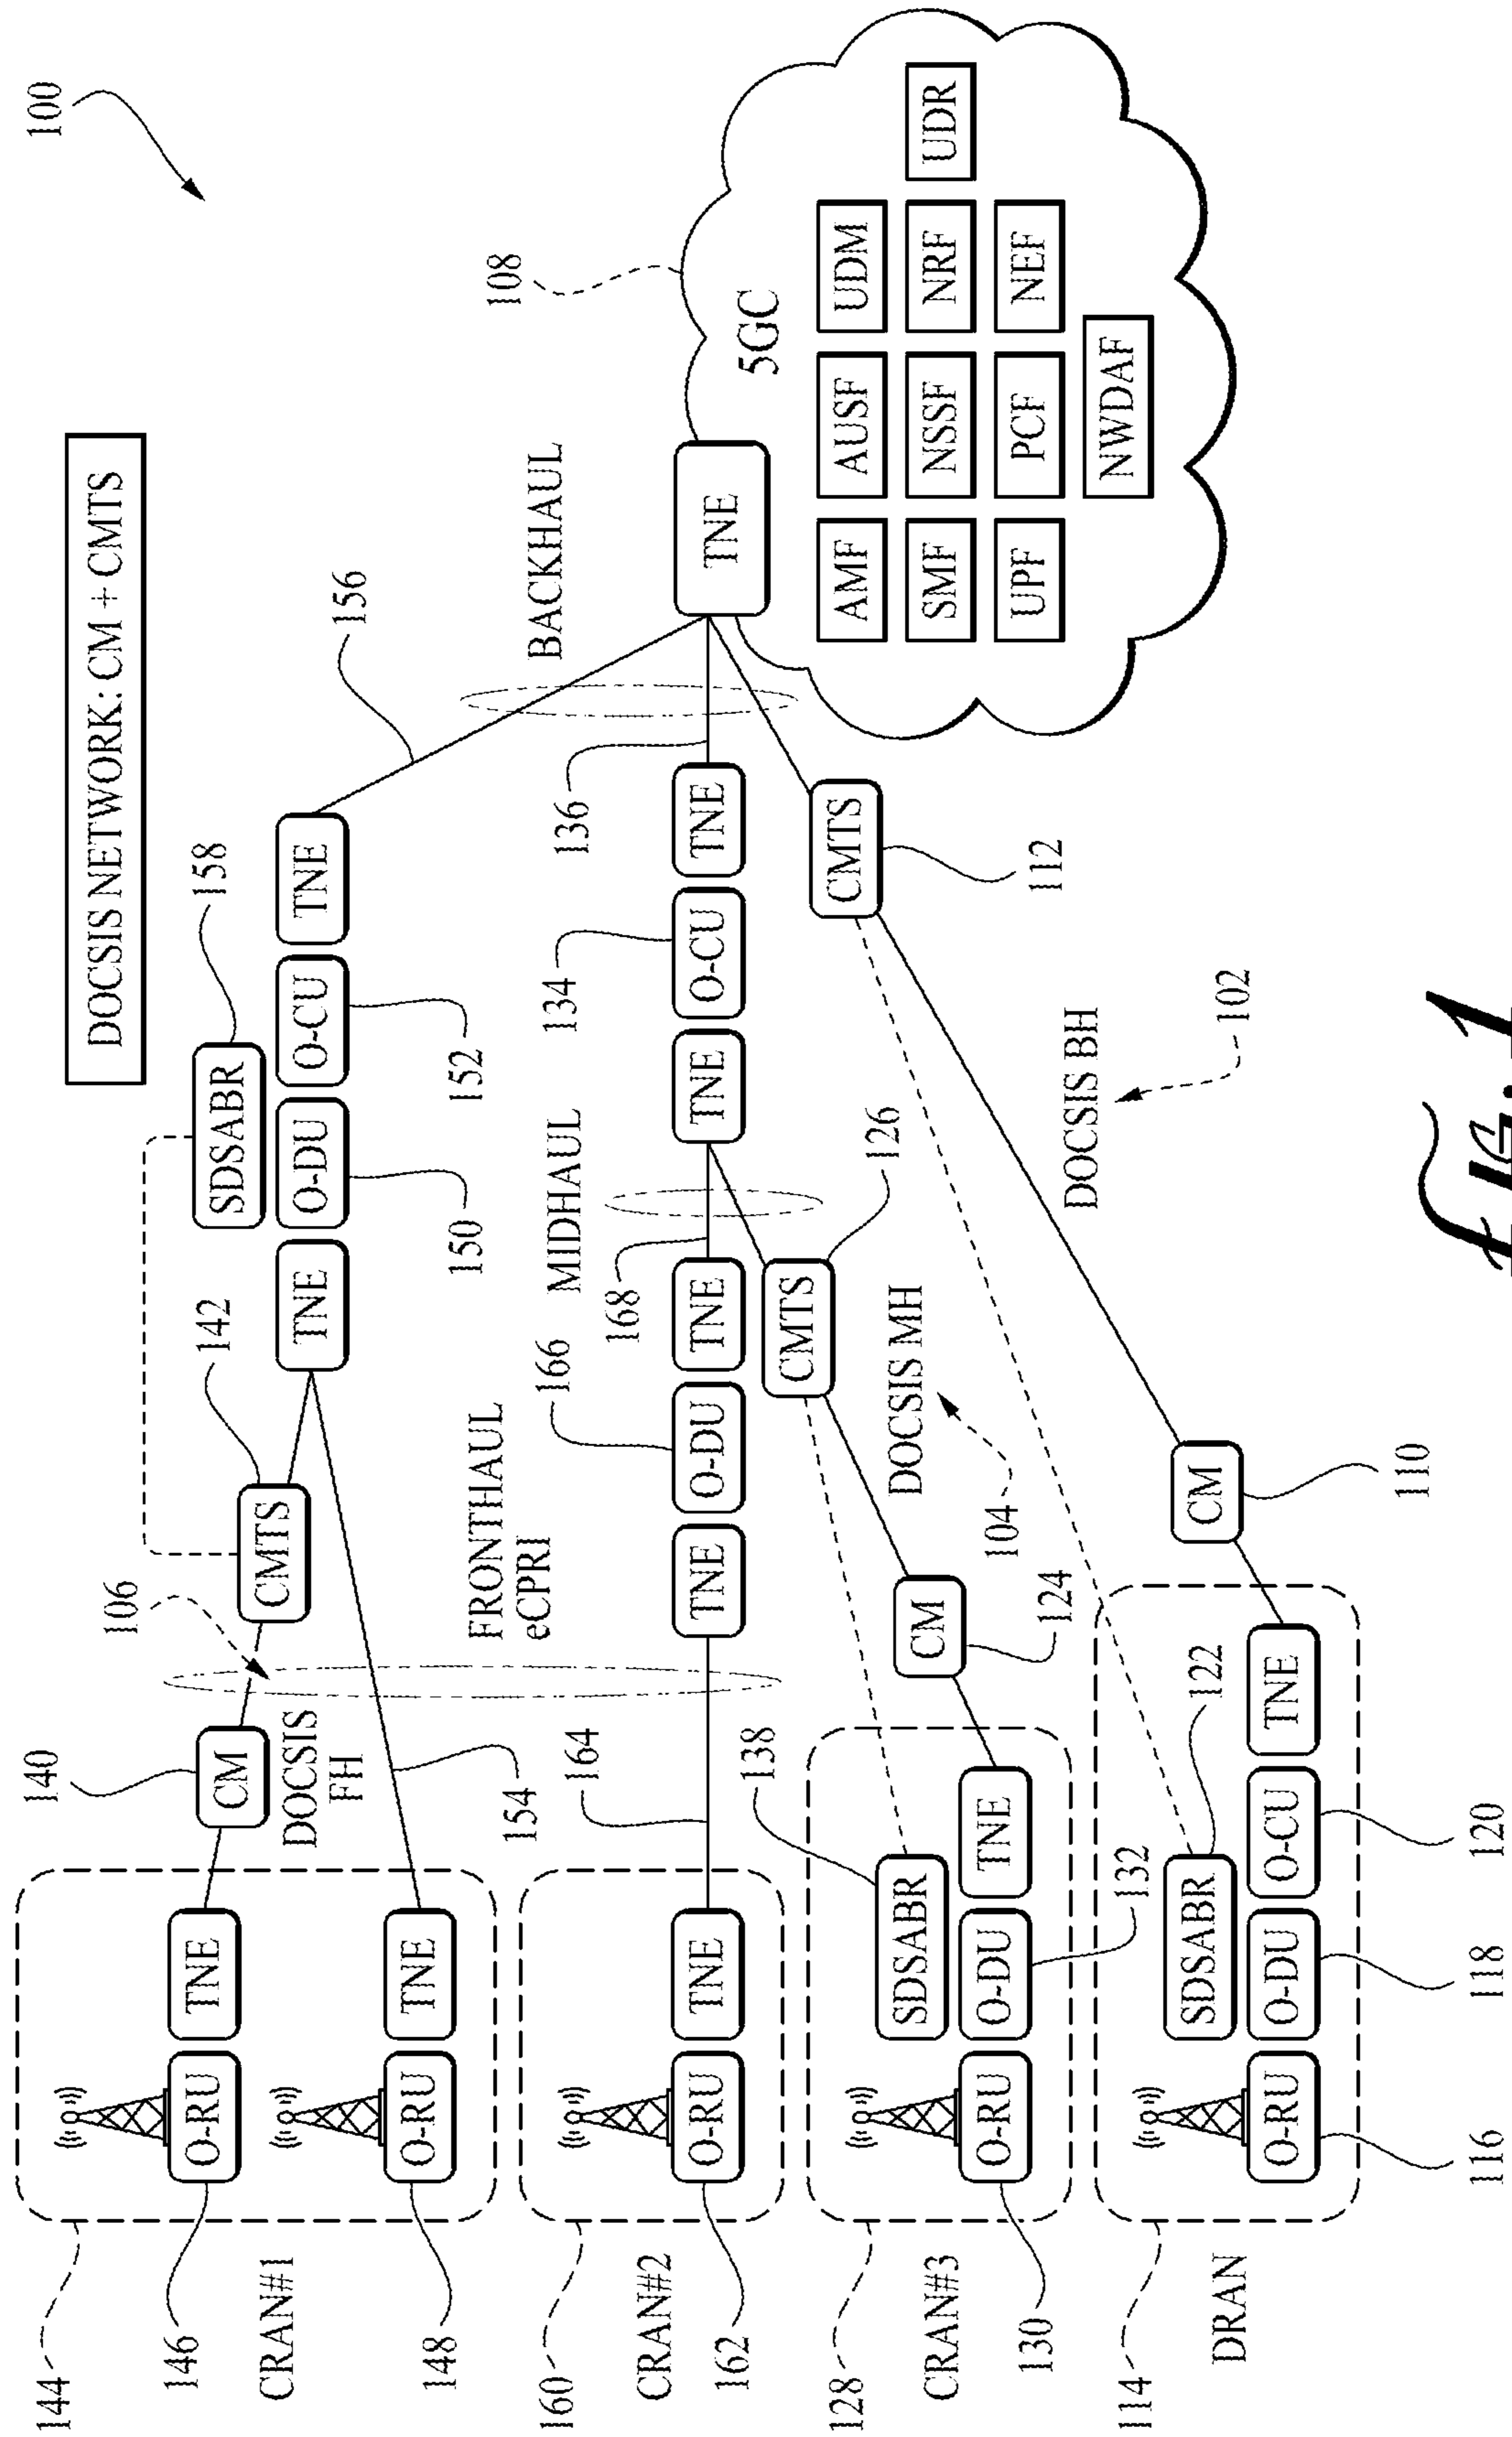 100
DOCSIS NETWORK: CM + CMTS
144
146
CRAN#1
148
O-RU
TNE
O-RU
TNE
140
CM
DOCSIS
FH
106
154
142
CMTS
TNE
158
SDSABR
O-DU
O-CU
TNE
150
152
156
BACKHAUL
108
5GC
TNE
AMF
AUSF
UDM
SMF
NSSF
NRF
UDR
UPF
PCF
NEF
NWDAF
160
CRAN#2
162
O-RU
TNE
164
FRONTHAUL
eCPRI
TNE
O-DU
TNE
166
168
MIDHAUL
TNE
O-CU
TNE
134
136
128
CRAN#3
130
138
SDSABR
O-RU
O-DU
TNE
132
CM
124
104
DOCSIS MH
CMTS
126
CMTS
112
114
DRAN
SDSABR
122
O-RU
O-DU
O-CU
TNE
116
118
120
CM
110
DOCSIS BH
102
FIG. 1